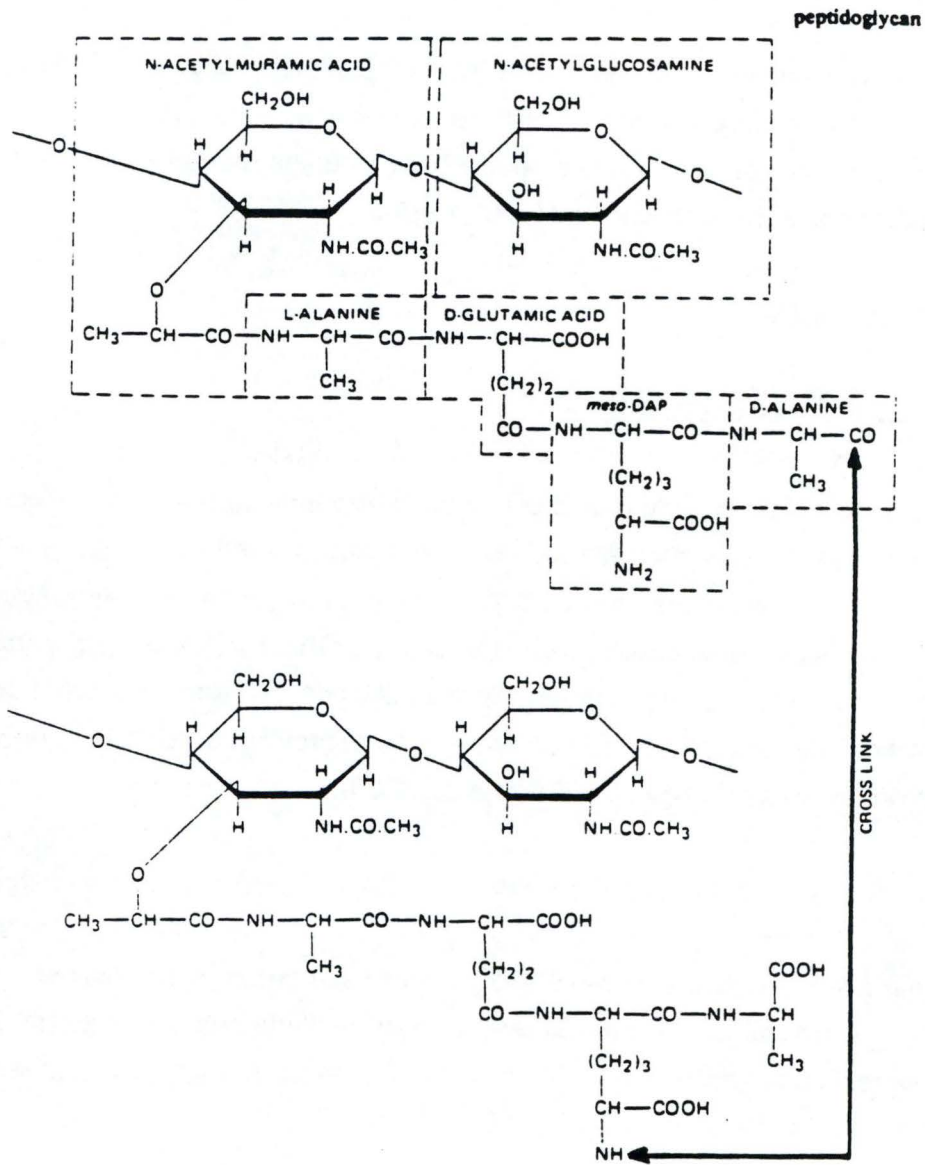 peptidoglycan
N-ACETYLMURAMIC ACID N-ACETYLGLUCOSAMINE
CH2OH CH2OH
O O
H H H H
O O O
H OH H
H H
H NH.CO.CH3 H NH.CO.CH3
O
L-ALANINE D-GLUTAMIC ACID
CH3—CH—CO—NH—CH—CO—NH—CH—COOH
CH3 (CH2)2
meso-DAP D-ALANINE
CO—NH—CH—CO—NH—CH—CO
(CH2)3 CH3
CH—COOH
NH2
CH2OH CH2OH
O O
H H H H
O O O
H OH H
H H
H NH.CO.CH3 H NH.CO.CH3
CROSS LINK
O
CH3—CH—CO—NH—CH—CO—NH—CH—COOH
CH3 (CH2)2 COOH
CO—NH—CH—CO—NH—CH
(CH2)3 CH3
CH—COOH
NH